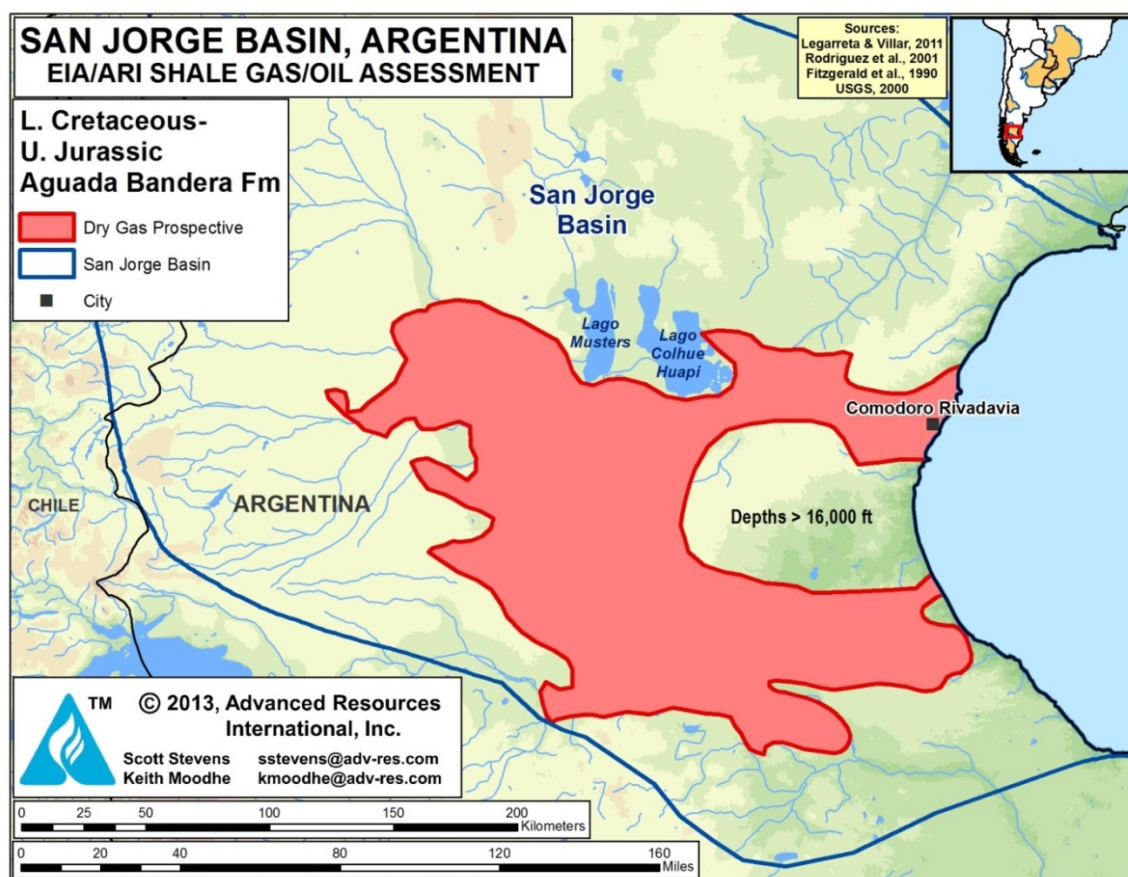 SAN JORGE BASIN, ARGENTINA
EIA/ARI SHALE GAS/OIL ASSESSMENT
Sources:
Legarreta & Villar, 2011
Rodriguez et al., 2001
Fitzgerald et al., 1990
USGS, 2000
L. Cretaceous-
U. Jurassic
Aguada Bandera Fm
Dry Gas Prospective
San Jorge Basin
City
San Jorge
Basin
Lago
Musters
Lago
Colhue
Huapi
Comodoro Rivadavia
CHILE
ARGENTINA
Depths > 16,000 ft
TM
© 2013, Advanced Resources
International, Inc.
Scott Stevens sstevens@adv-res.com
Keith Moodhe kmoodhe@adv-res.com
0 25 50 100 150 200
Kilometers
0 20 40 80 120 160
Miles